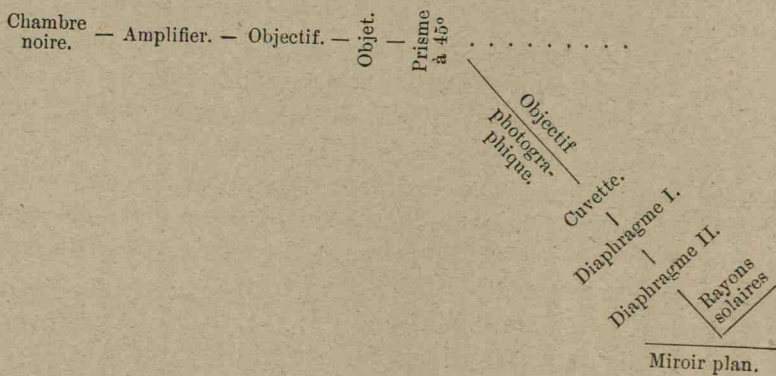 Chambre
noire. — Amplifier. — Objectif. — Objet. — Prisme
à 45° . . . . . . . . .
Objectif
photogra-
phique.
Cuvette.
Diaphragme I.
Diaphragme II.
Rayons
solaires
Miroir plan.